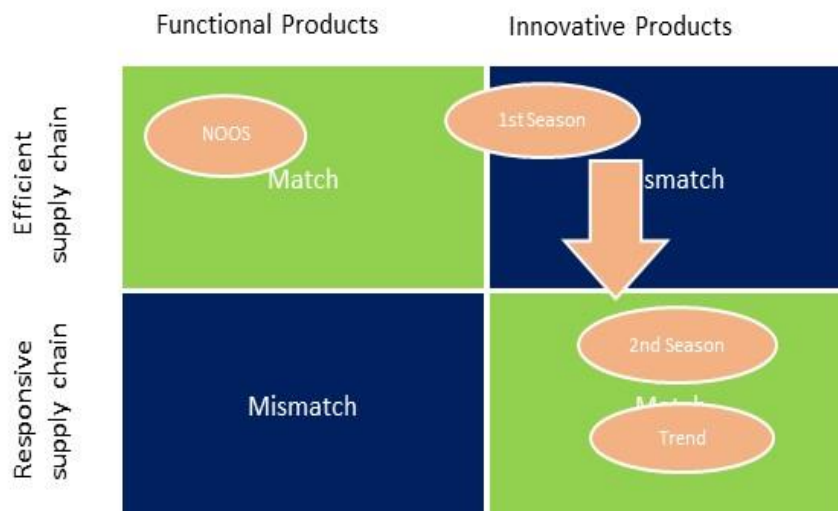 Functional Products
Innovative Products
Efficient
supply chain
NOOS
Match
1st Season
smatch
Responsive
supply chain
Mismatch
2nd Season
Trend